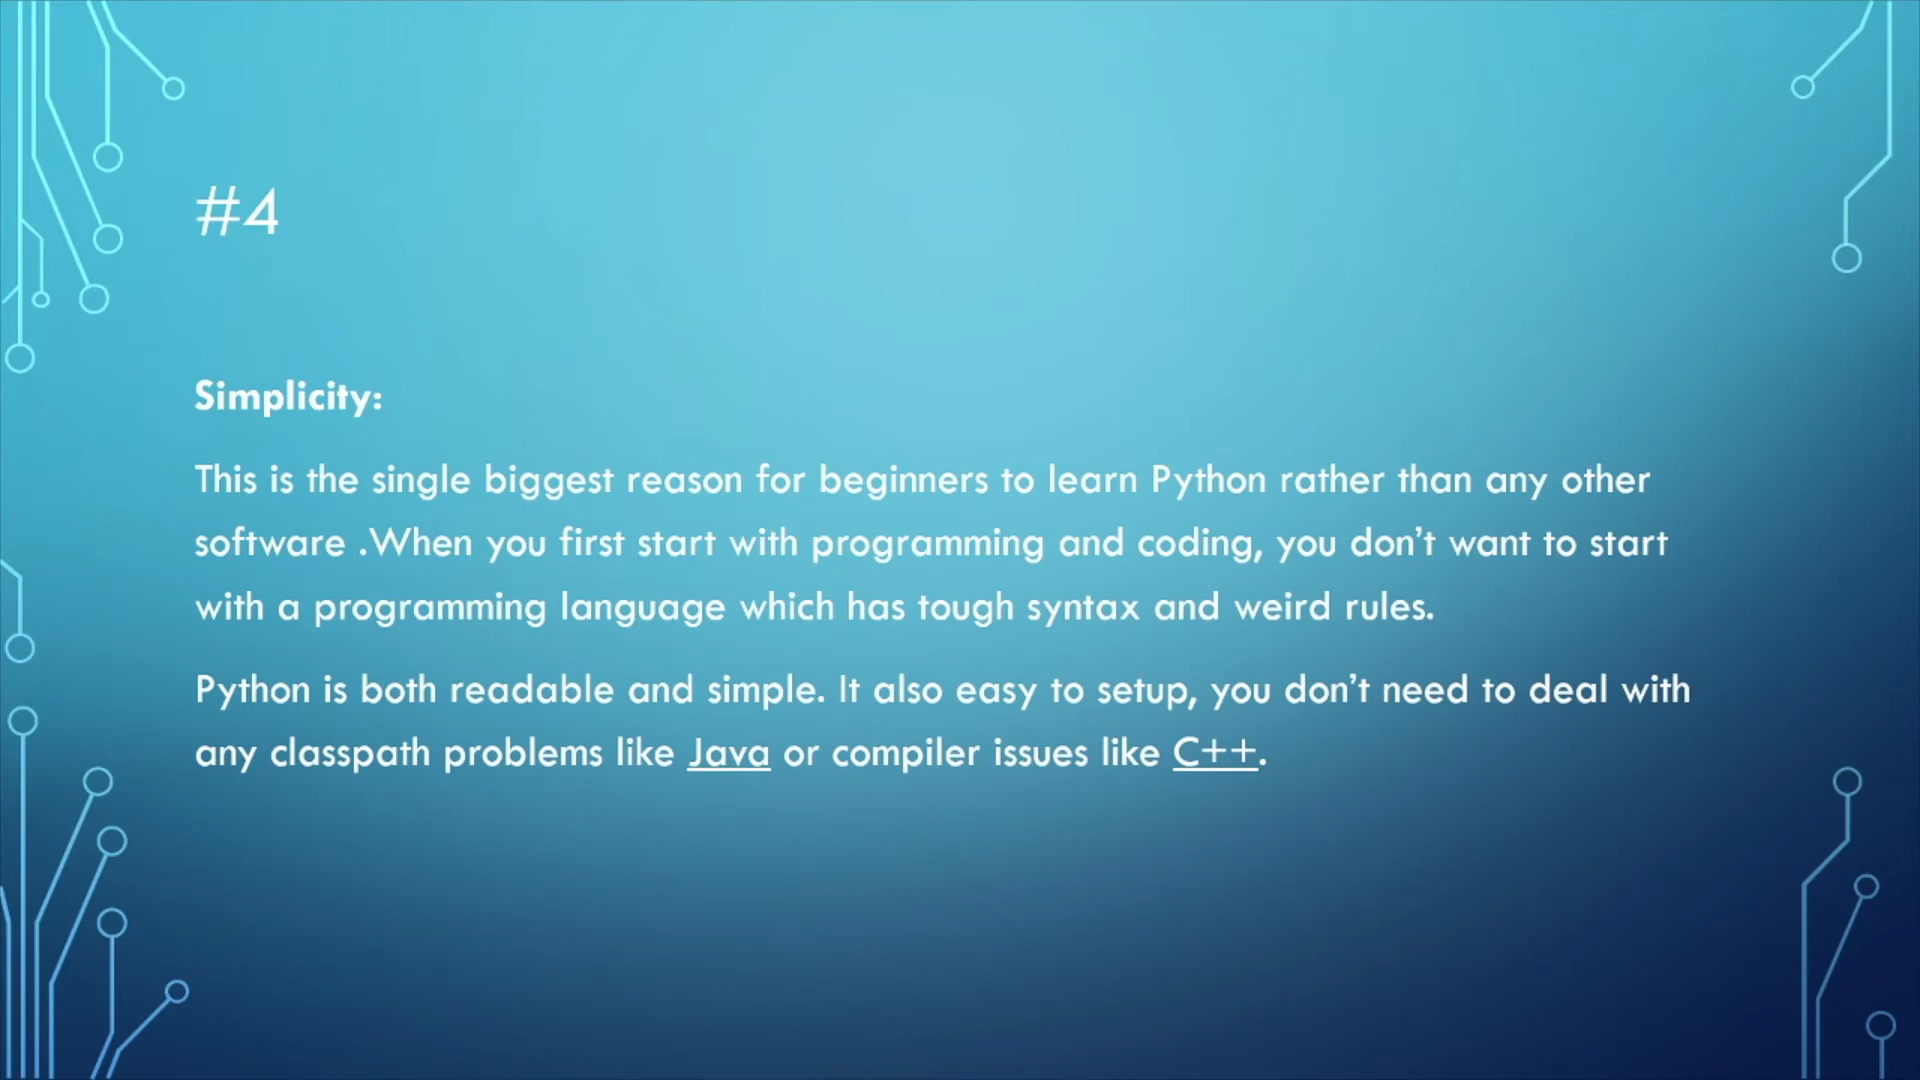 #4
Simplicity:
This is the single biggest reason for beginners to learn Python rather than any other
software .When you first start with programming and coding, you don’t want to start
with a programming language which has tough syntax and weird rules.
Python is both readable and simple. It also easy to setup, you don’t need to deal with
any classpath problems like Java or compiler issues like C++.